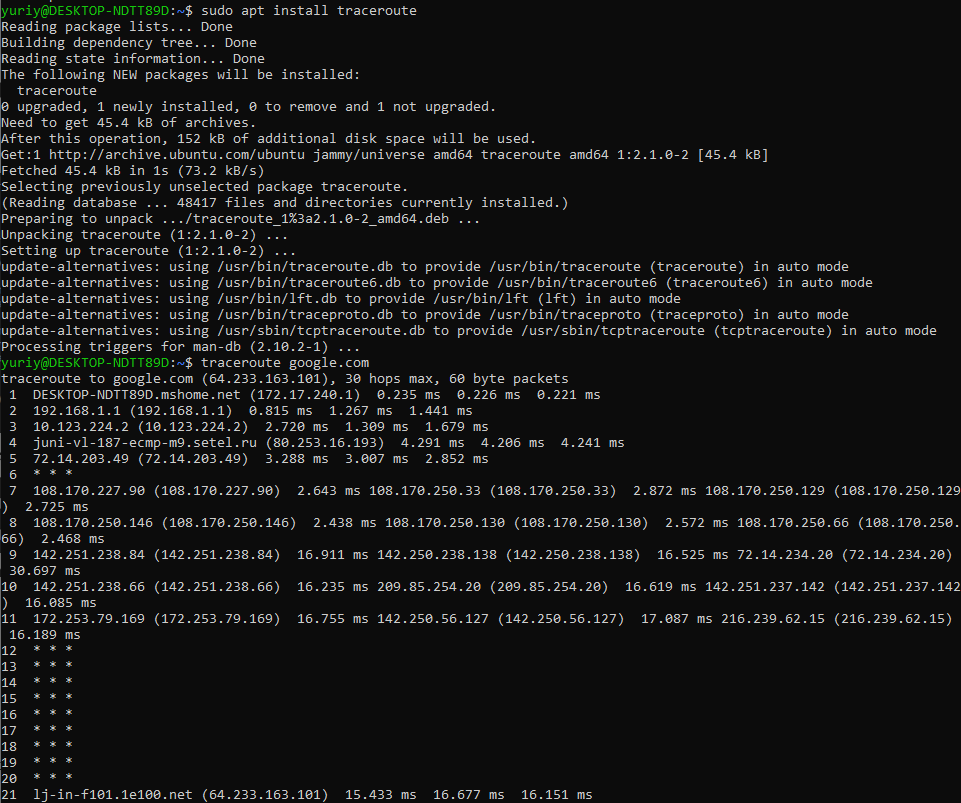 yuriy@DESKTOP-NDTT89D:~$ sudo apt install traceroute
Reading package lists... Done
Building dependency tree... Done
Reading state information... Done
The following NEW packages will be installed:
  traceroute
0 upgraded, 1 newly installed, 0 to remove and 1 not upgraded.
Need to get 45.4 kB of archives.
After this operation, 152 kB of additional disk space will be used.
Get:1 http://archive.ubuntu.com/ubuntu jammy/universe amd64 traceroute amd64 1:2.1.0-2 [45.4 kB]
Fetched 45.4 kB in 1s (73.2 kB/s)
Selecting previously unselected package traceroute.
(Reading database ... 48417 files and directories currently installed.)
Preparing to unpack .../traceroute_1%3a2.1.0-2_amd64.deb ...
Unpacking traceroute (1:2.1.0-2) ...
Setting up traceroute (1:2.1.0-2) ...
update-alternatives: using /usr/bin/traceroute.db to provide /usr/bin/traceroute (traceroute) in auto mode
update-alternatives: using /usr/bin/traceroute6.db to provide /usr/bin/traceroute6 (traceroute6) in auto mode
update-alternatives: using /usr/bin/lft.db to provide /usr/bin/lft (lft) in auto mode
update-alternatives: using /usr/bin/traceproto.db to provide /usr/bin/traceproto (traceproto) in auto mode
update-alternatives: using /usr/sbin/tcptraceroute.db to provide /usr/sbin/tcptraceroute (tcptraceroute) in auto mode
Processing triggers for man-db (2.10.2-1) ...
yuriy@DESKTOP-NDTT89D:~$ traceroute google.com
traceroute to google.com (64.233.163.101), 30 hops max, 60 byte packets
 1  DESKTOP-NDTT89D.mshome.net (172.17.240.1)  0.235 ms  0.226 ms  0.221 ms
 2  192.168.1.1 (192.168.1.1)  0.815 ms  1.267 ms  1.441 ms
 3  10.123.224.2 (10.123.224.2)  2.720 ms  1.309 ms  1.679 ms
 4  juni-vl-187-ecmp-m9.setel.ru (80.253.16.193)  4.291 ms  4.206 ms  4.241 ms
 5  72.14.203.49 (72.14.203.49)  3.288 ms  3.007 ms  2.852 ms
 6  * * *
 7  108.170.227.90 (108.170.227.90)  2.643 ms 108.170.250.33 (108.170.250.33)  2.872 ms 108.170.250.129 (108.170.250.129
)  2.725 ms
 8  108.170.250.146 (108.170.250.146)  2.438 ms 108.170.250.130 (108.170.250.130)  2.572 ms 108.170.250.66 (108.170.250.
66)  2.468 ms
 9  142.251.238.84 (142.251.238.84)  16.911 ms 142.250.238.138 (142.250.238.138)  16.525 ms 72.14.234.20 (72.14.234.20)
 30.697 ms
10  142.251.238.66 (142.251.238.66)  16.235 ms 209.85.254.20 (209.85.254.20)  16.619 ms 142.251.237.142 (142.251.237.142
)  16.085 ms
11  172.253.79.169 (172.253.79.169)  16.755 ms 142.250.56.127 (142.250.56.127)  17.087 ms 216.239.62.15 (216.239.62.15)
 16.189 ms
12  * * *
13  * * *
14  * * *
15  * * *
16  * * *
17  * * *
18  * * *
19  * * *
20  * * *
21  lj-in-f101.1e100.net (64.233.163.101)  15.433 ms  16.677 ms  16.151 ms